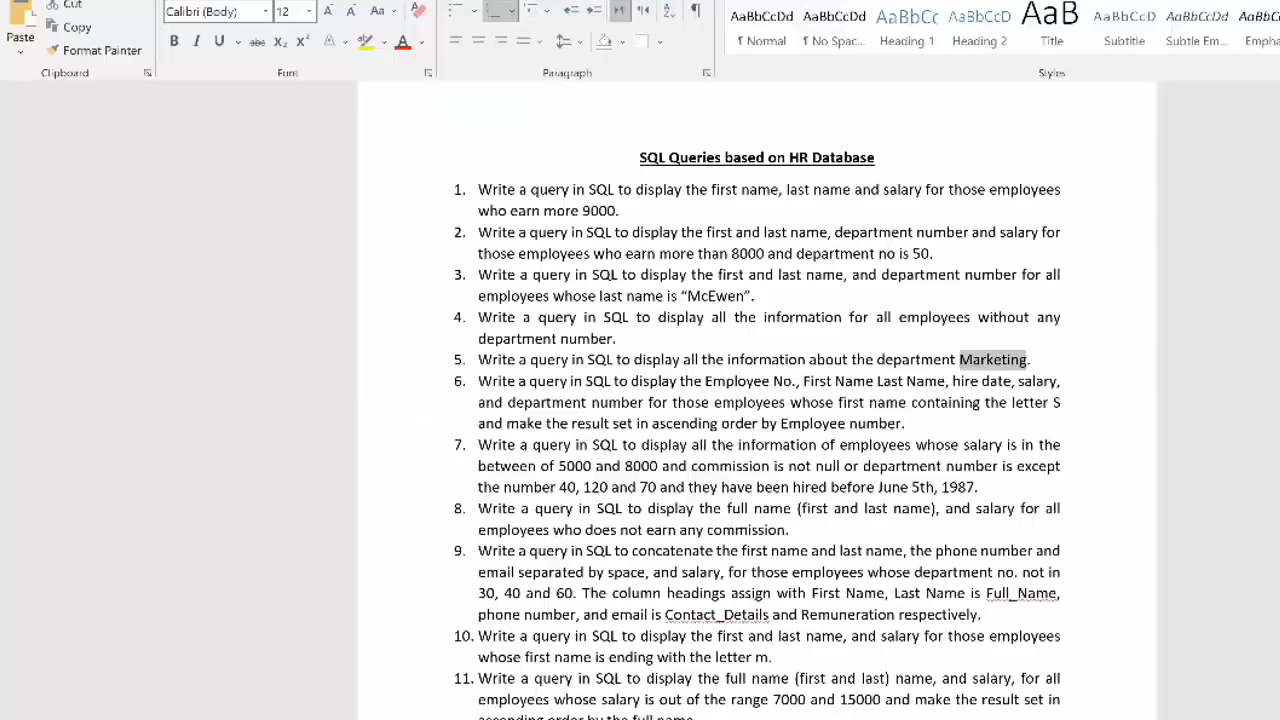 Cut
Calibri (Body) 12 A A Aa A AaBbCcDd AaBbCcDd AaBbCc AaBbCcD AaB AaBbCcD AaBbCcDd AaBbCc
Paste Copy
Format Painter B I U abc X₂ X² A A ¶ Normal ¶ No Spac... Heading 1 Heading 2 Title Subtitle Subtle Em... Empha
Clipboard Font Paragraph Styles
SQL Queries based on HR Database
1. Write a query in SQL to display the first name, last name and salary for those employees
who earn more 9000.
2. Write a query in SQL to display the first and last name, department number and salary for
those employees who earn more than 8000 and department no is 50.
3. Write a query in SQL to display the first and last name, and department number for all
employees whose last name is “McEwen”.
4. Write a query in SQL to display all the information for all employees without any
department number.
5. Write a query in SQL to display all the information about the department Marketing.
6. Write a query in SQL to display the Employee No., First Name Last Name, hire date, salary,
and department number for those employees whose first name containing the letter S
and make the result set in ascending order by Employee number.
7. Write a query in SQL to display all the information of employees whose salary is in the
between of 5000 and 8000 and commission is not null or department number is except
the number 40, 120 and 70 and they have been hired before June 5th, 1987.
8. Write a query in SQL to display the full name (first and last name), and salary for all
employees who does not earn any commission.
9. Write a query in SQL to concatenate the first name and last name, the phone number and
email separated by space, and salary, for those employees whose department no. not in
30, 40 and 60. The column headings assign with First Name, Last Name is Full_Name,
phone number, and email is Contact_Details and Remuneration respectively.
10. Write a query in SQL to display the first and last name, and salary for those employees
whose first name is ending with the letter m.
11. Write a query in SQL to display the full name (first and last) name, and salary, for all
employees whose salary is out of the range 7000 and 15000 and make the result set in
ascending order by the full name.